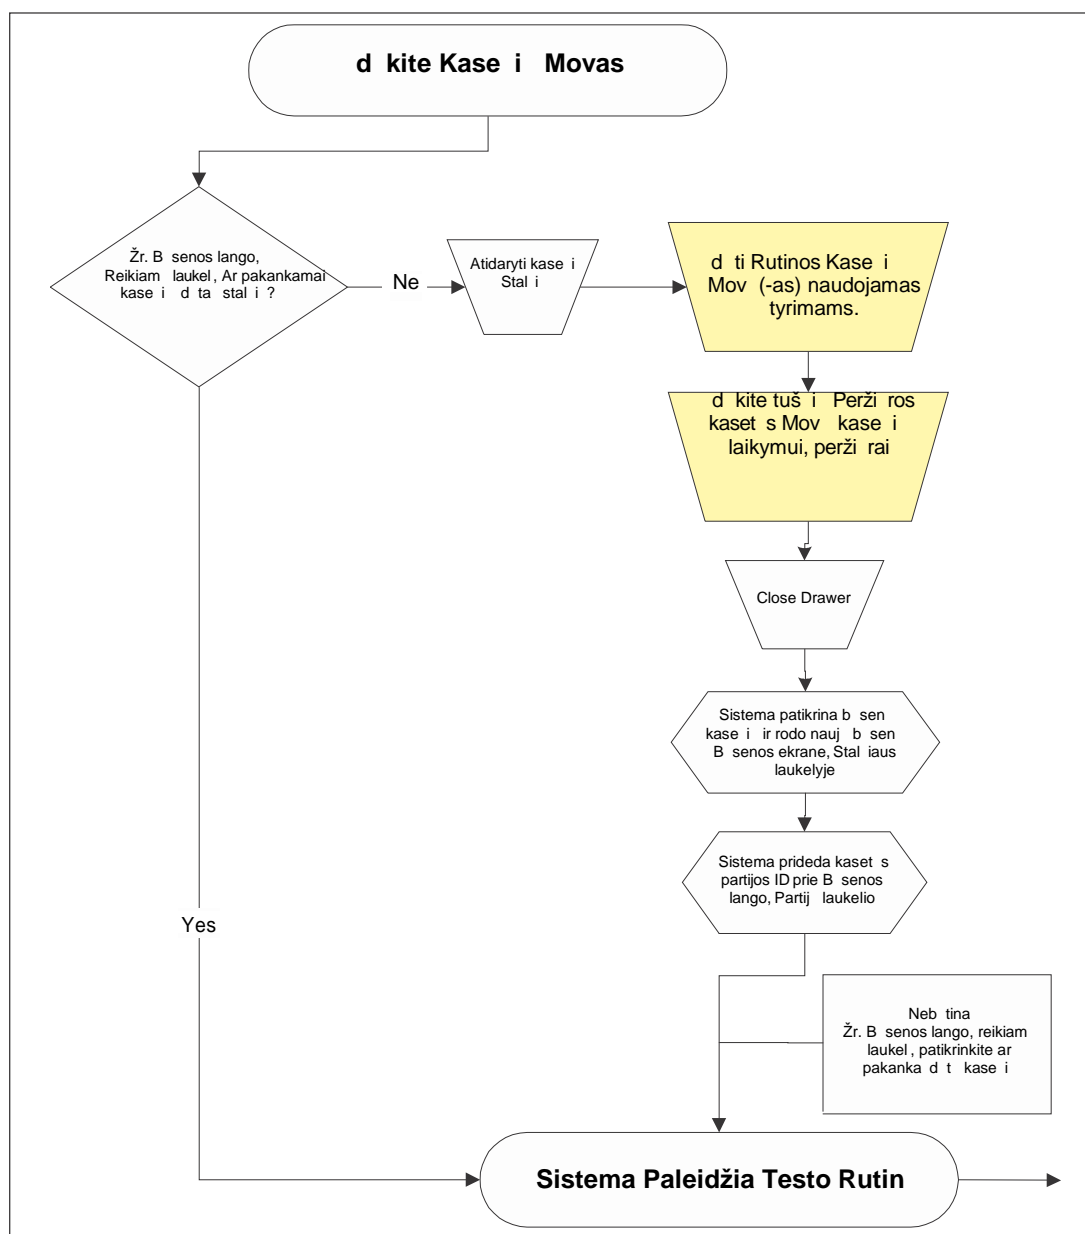 d kite Kase i Movas
Žr. B senos lango,
Reikiam laukel , Ar pakankamai
kase i d ta stal i ?
Ne
Atidaryti kase i
Stal i
d ti Rutinos Kase i
Mov (-as) naudojamas
tyrimams.
d kite tuš i Perži ros
kaset s Mov kase i
laikymui, perži rai
Close Drawer
Sistema patikrina b sen
kase i ir rodo nauj b sen
B senos ekrane, Stal iaus
laukelyje
Sistema prideda kaset s
partijos ID prie B senos
lango, Partij laukelio
Yes
Neb tina
Žr. B senos lango, reikiam
laukel , patikrinkite ar
pakanka d t kase i
Sistema Paleidžia Testo Rutin